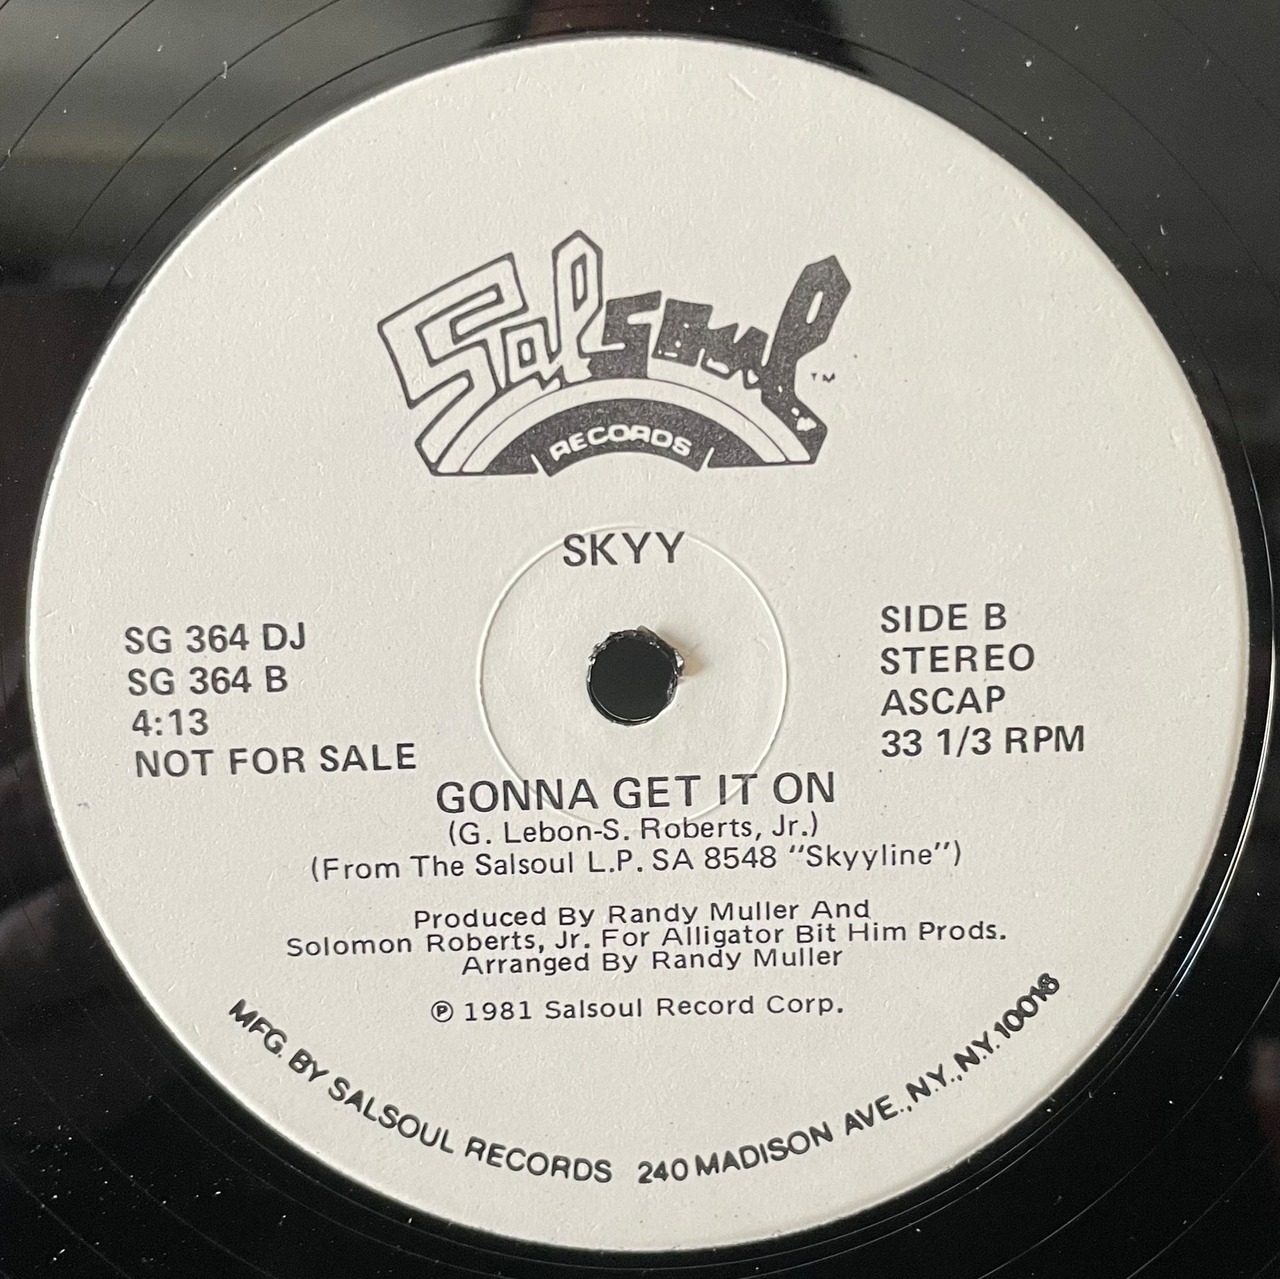 Salsoul ™
RECORDS
SKYY
SG 364 DJ
SG 364 B
4:13
NOT FOR SALE
SIDE B
STEREO
ASCAP
33 1/3 RPM
GONNA GET IT ON
(G. Lebon-S. Roberts, Jr.)
(From The Salsoul L.P. SA 8548 "Skyyline")
Produced By Randy Muller And
Solomon Roberts, Jr. For Alligator Bit Him Prods.
Arranged By Randy Muller
℗ 1981 Salsoul Record Corp.
MFG. BY SALSOUL RECORDS 240 MADISON AVE., N.Y., N.Y. 10016